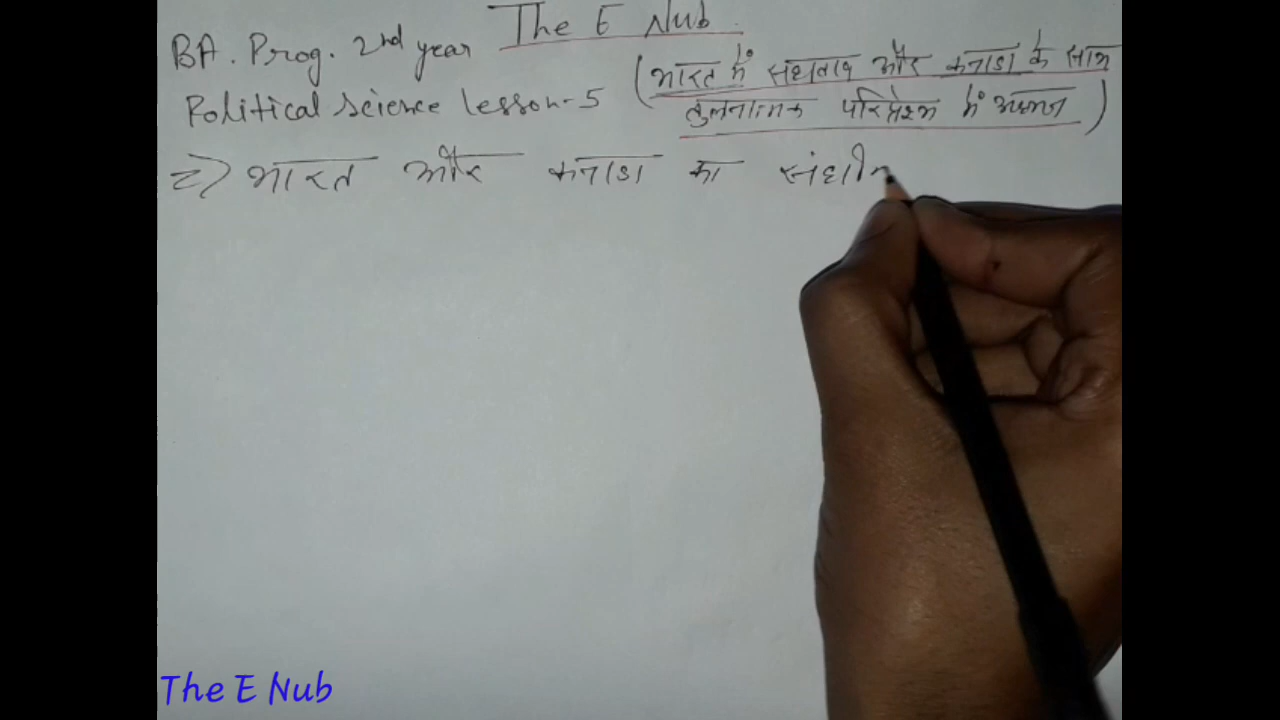 The E Nub
BA. Prog. 2nd year
Political science lesson-5 (भारत में संघवाद और कनाडा के साथ
तुलनात्मक परिप्रेक्ष्य में अध्ययन)
=> भारत और कनाडा का संघीय
The E Nub